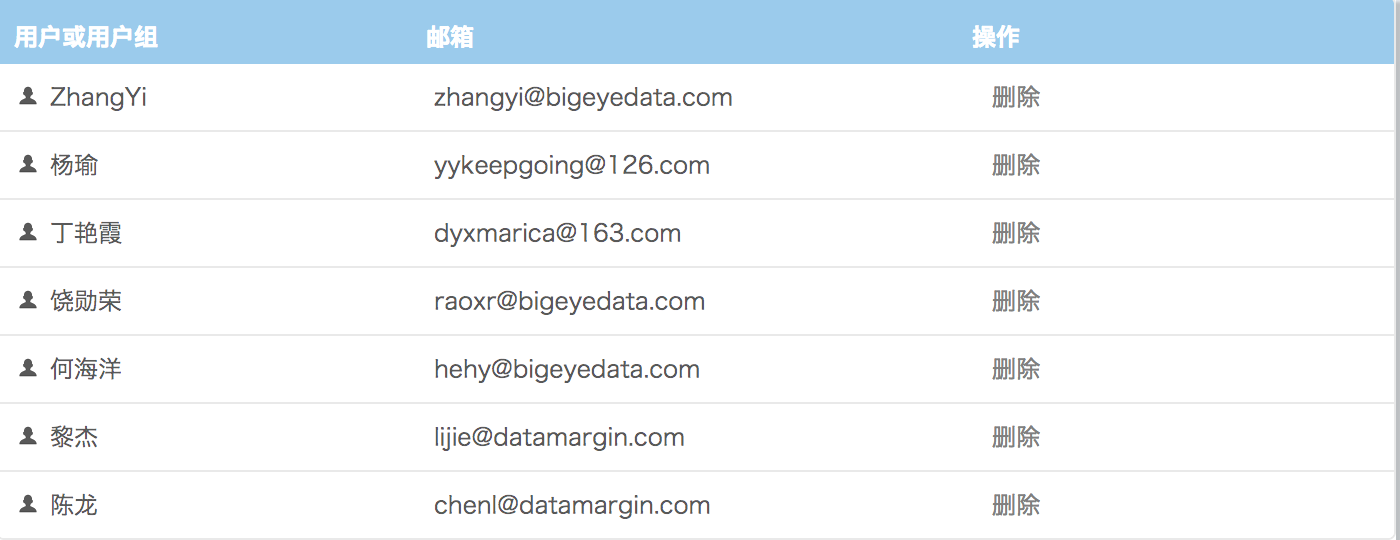 用户或用户组 邮箱 操作
ZhangYi zhangyi@bigeyedata.com 删除
杨瑜 yykeepgoing@126.com 删除
丁艳霞 dyxmarica@163.com 删除
饶勋荣 raoxr@bigeyedata.com 删除
何海洋 hehy@bigeyedata.com 删除
黎杰 lijie@datamargin.com 删除
陈龙 chenl@datamargin.com 删除